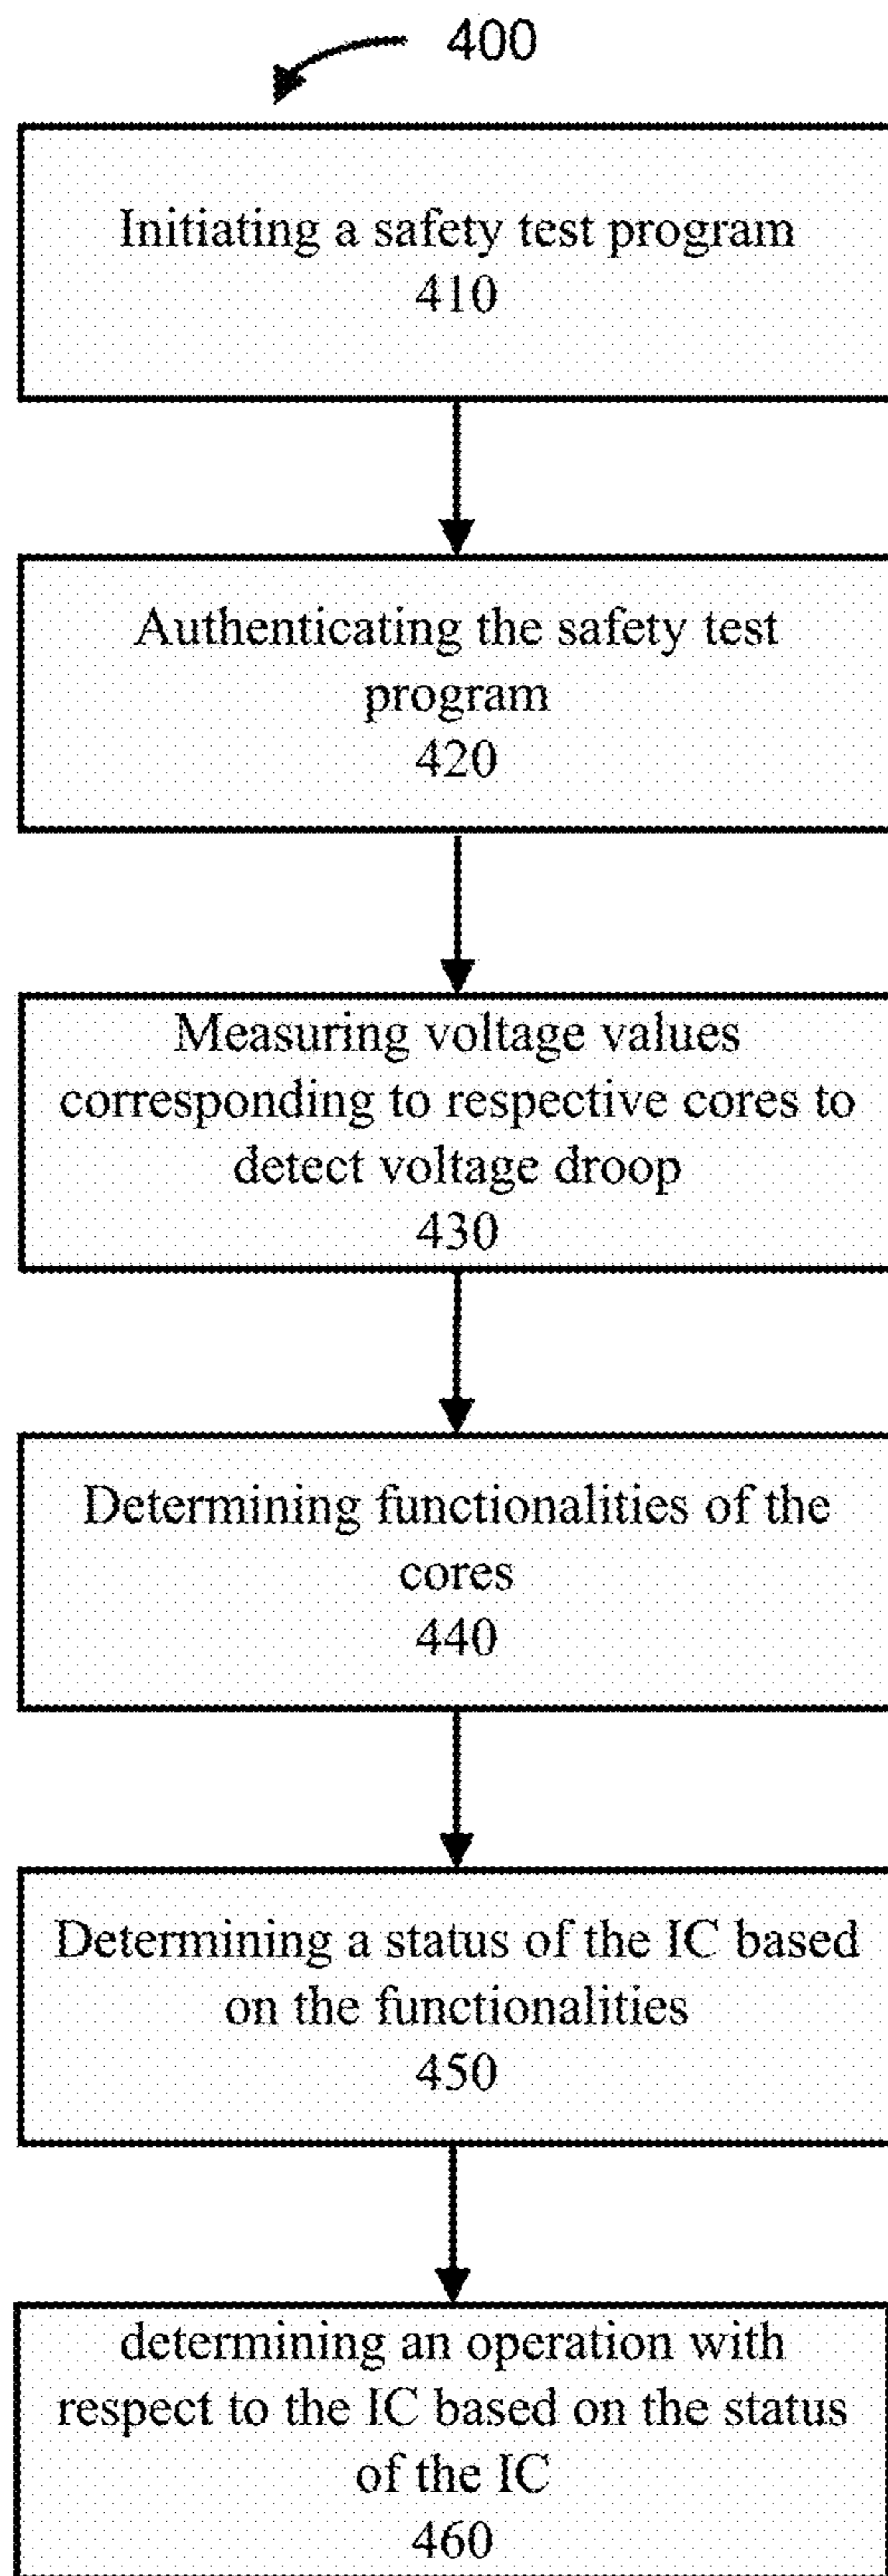 400
Initiating a safety test program
410
Authenticating the safety test
program
420
Measuring voltage values
corresponding to respective cores to
detect voltage droop
430
Determining functionalities of the
cores
440
Determining a status of the IC based
on the functionalities
450
determining an operation with
respect to the IC based on the status
of the IC
460